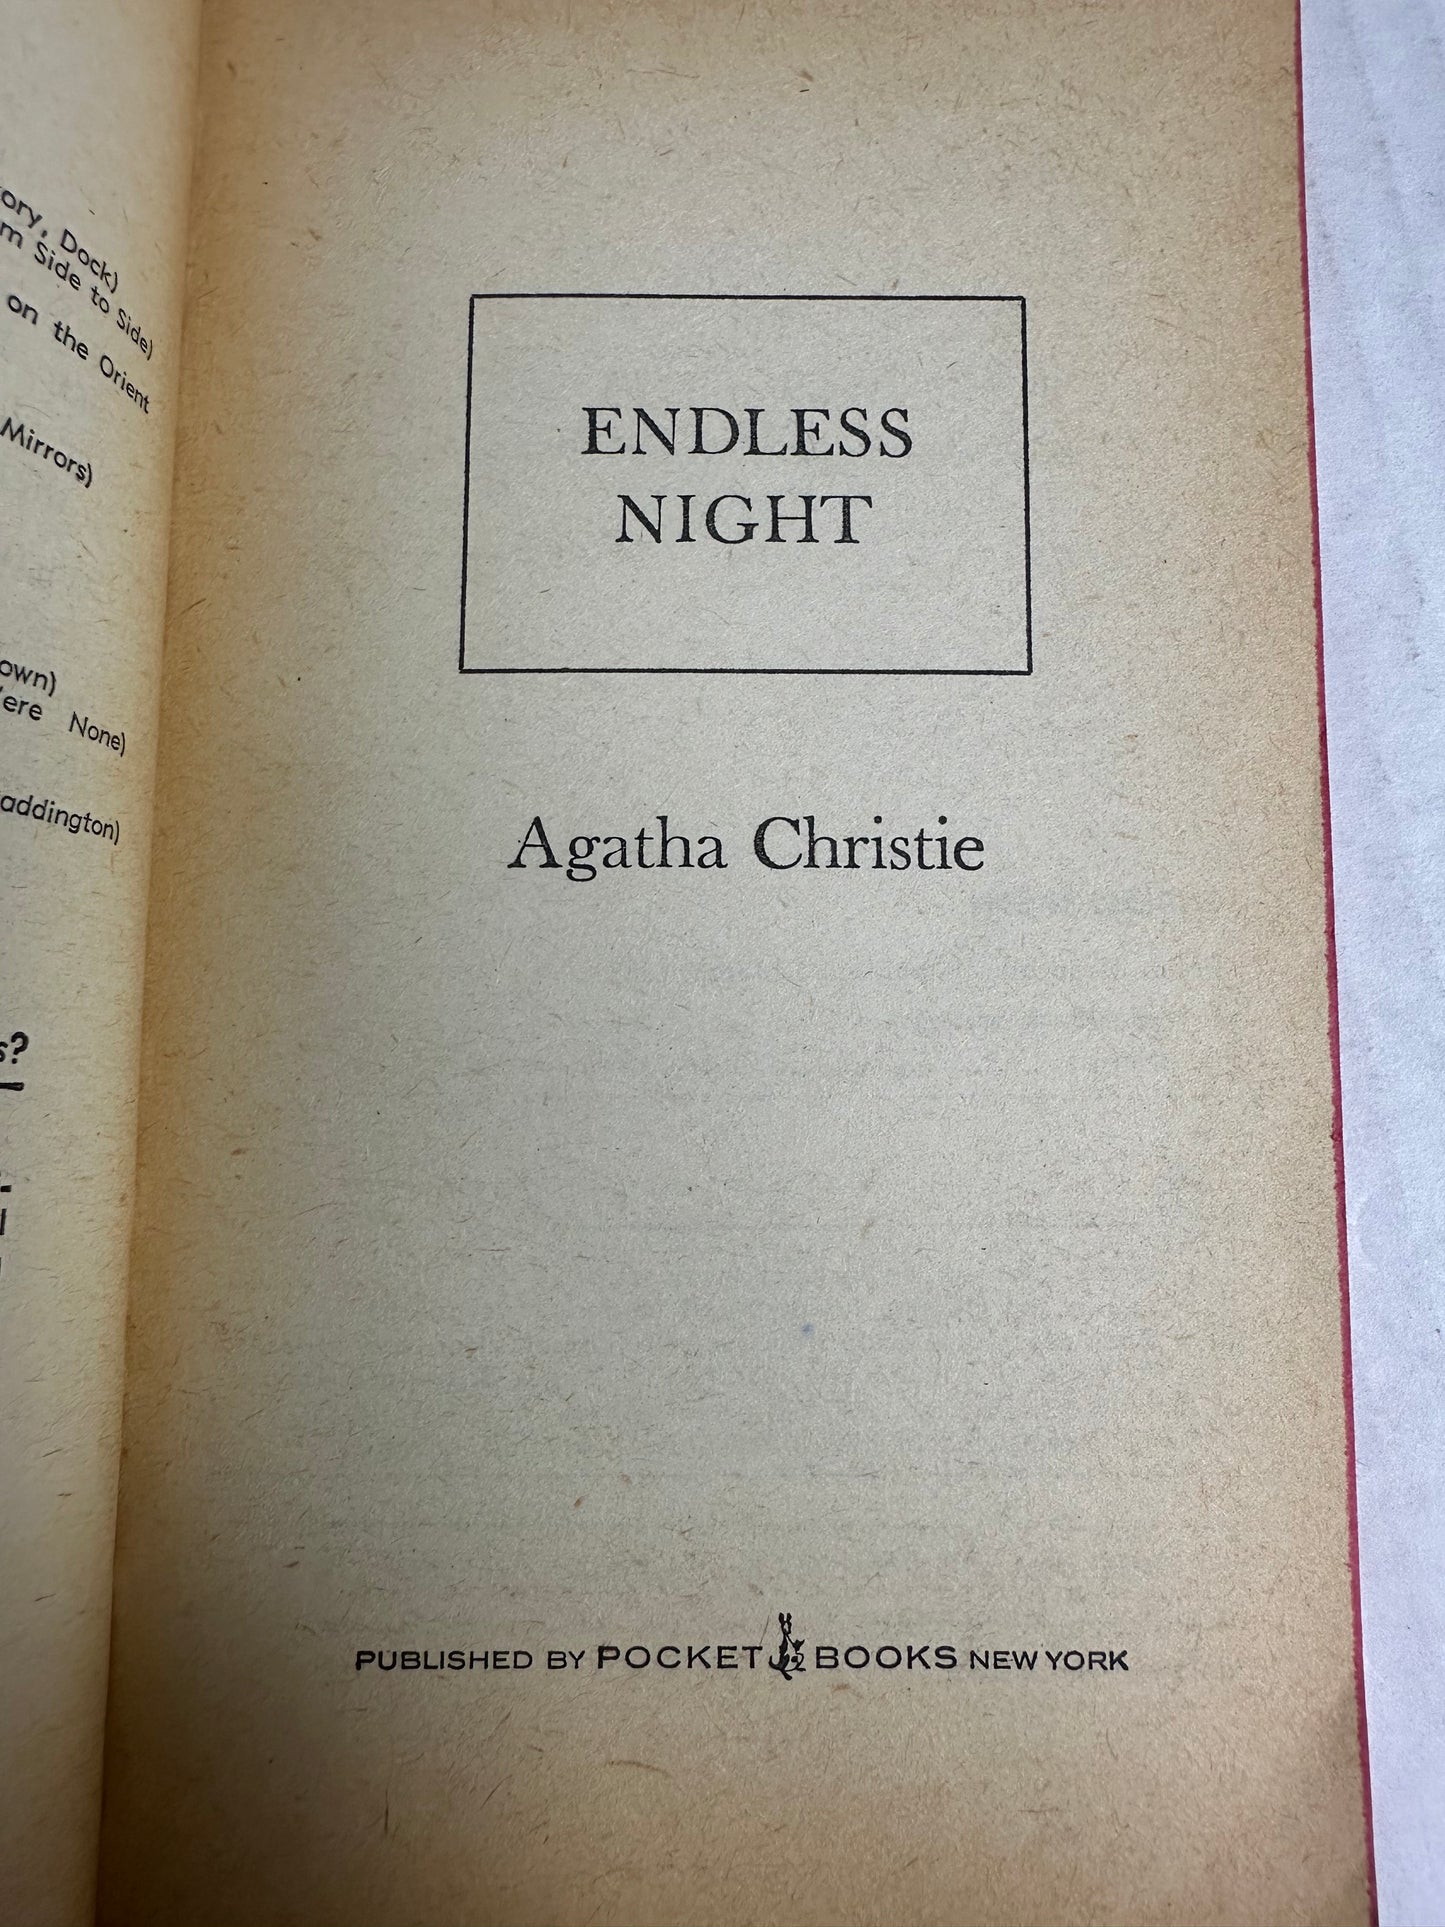 ory, Dock)
m Side to Side)
on the Orient
Mirrors)
own)
ere None)
addington)
s?
ENDLESS
NIGHT
Agatha Christie
PUBLISHED BY POCKET BOOKS NEW YORK